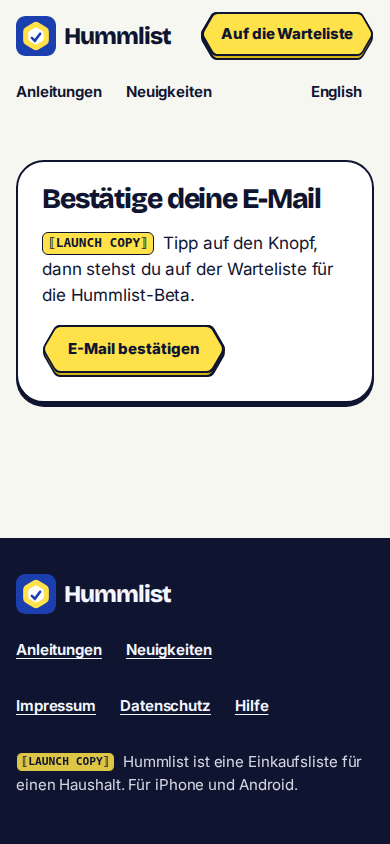 Hummlist
Auf die Warteliste
Anleitungen Neuigkeiten English
Bestätige deine E-Mail
⟦LAUNCH COPY⟧ Tipp auf den Knopf,
dann stehst du auf der Warteliste für
die Hummlist-Beta.
E-Mail bestätigen
Hummlist
Anleitungen Neuigkeiten
Impressum Datenschutz Hilfe
⟦LAUNCH COPY⟧ Hummlist ist eine Einkaufsliste für
einen Haushalt. Für iPhone und Android.